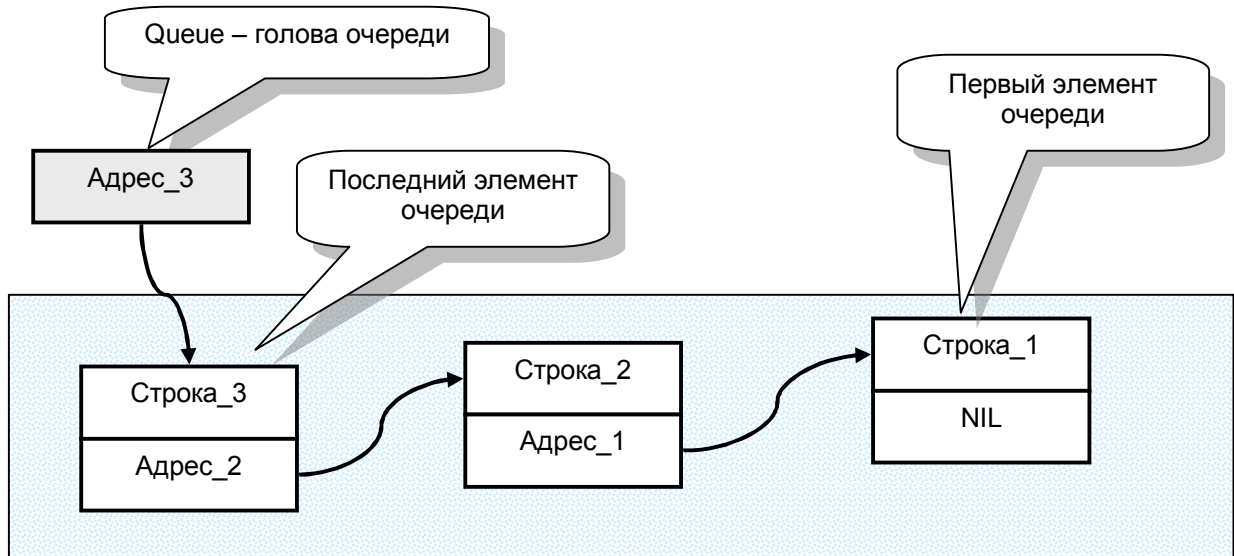 Queue – голова очереди
Первый элемент
очереди
Адрес_3
Последний элемент
очереди
Строка_3
Адрес_2
Строка_2
Адрес_1
Строка_1
NIL